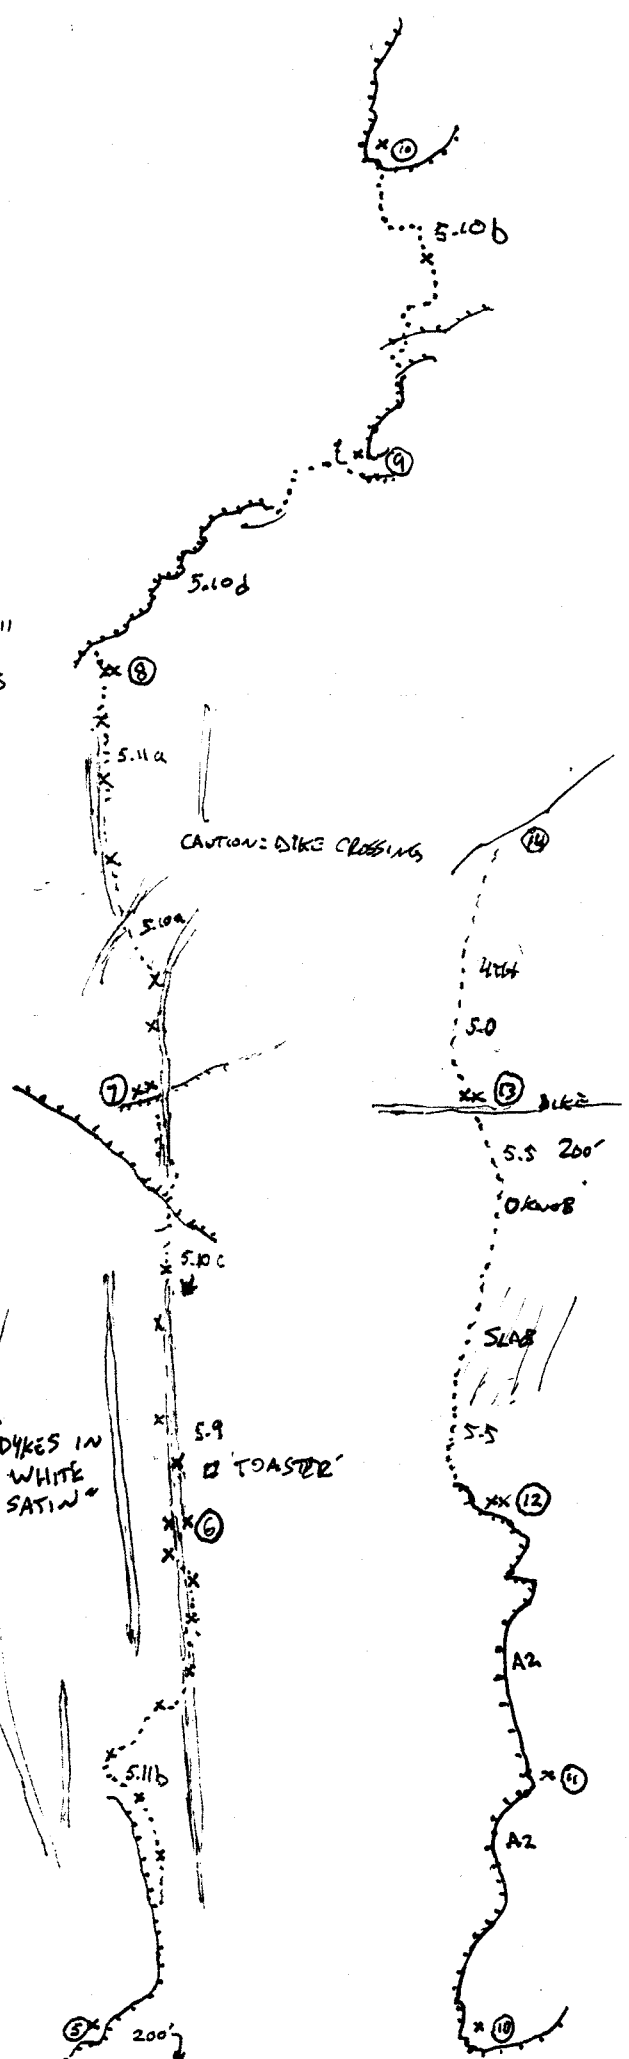 10
5.10b
9
5.10d
8
5.11a
CAUTION: DIKE CROSSING
5.10a
7
5.10c
5.9
"DYKES IN
WHITE
SATIN"
'TOASTER'
6
5.11b
5
200'
14
4TH
5.0
13
DIKE
5.5 200'
O KNOB
SLAB
5.5
12
A2
11
A2
10